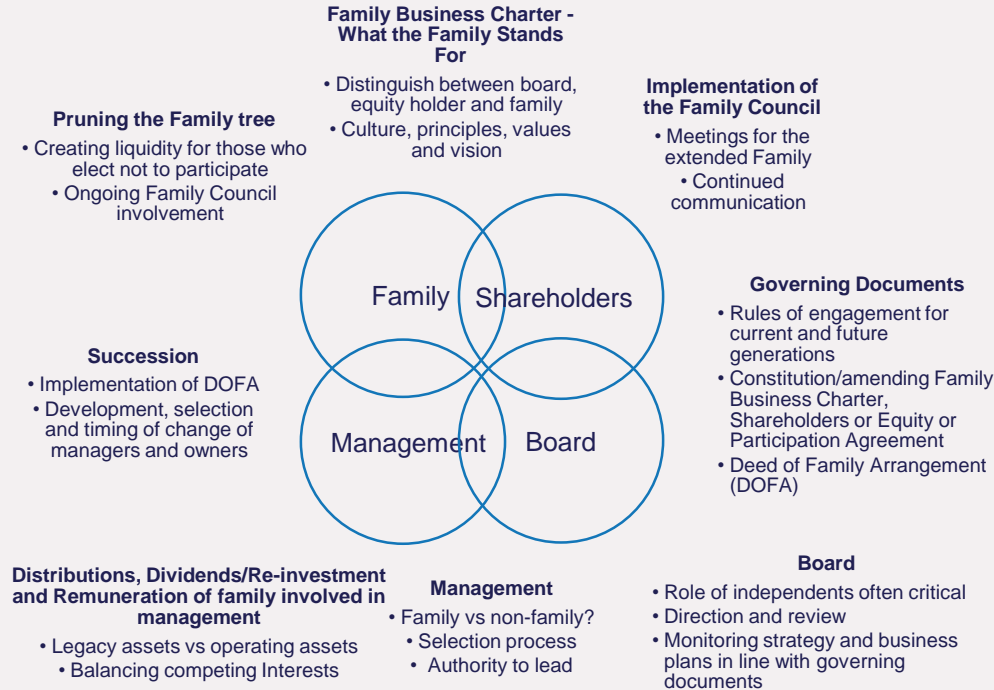 Family Business Charter -
What the Family Stands
For
• Distinguish between board,
equity holder and family
• Culture, principles, values
and vision
Implementation of
the Family Council
• Meetings for the
extended Family
• Continued
communication
Pruning the Family tree
• Creating liquidity for those who
elect not to participate
• Ongoing Family Council
involvement
Family
Shareholders
Management
Board
Governing Documents
• Rules of engagement for
current and future
generations
• Constitution/amending Family
Business Charter,
Shareholders or Equity or
Participation Agreement
• Deed of Family Arrangement
(DOFA)
Succession
• Implementation of DOFA
• Development, selection
and timing of change of
managers and owners
Distributions, Dividends/Re-investment
and Remuneration of family involved in
management
• Legacy assets vs operating assets
• Balancing competing Interests
Management
• Family vs non-family?
• Selection process
• Authority to lead
Board
• Role of independents often critical
• Direction and review
• Monitoring strategy and business
plans in line with governing
documents